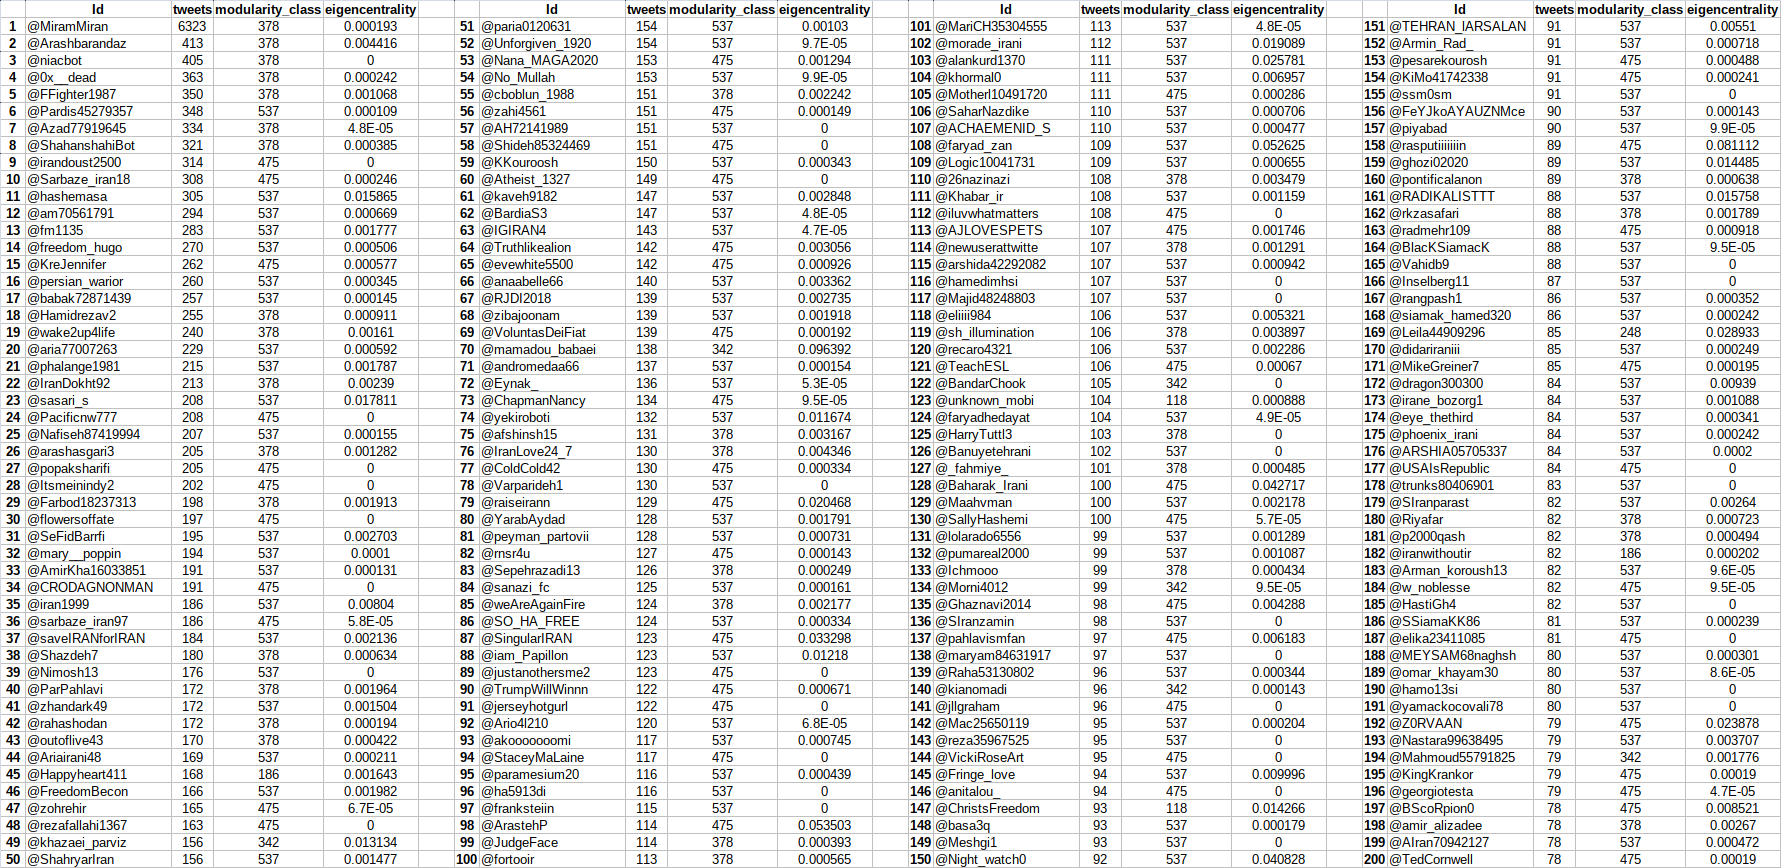 Id tweets modularity_class eigencentrality Id tweets modularity_class eigencentrality Id tweets modularity_class eigencentrality Id tweets modularity_class eigencentrality
1 @MiramMiran 6323 378 0.000193 51 @paria0120631 154 537 0.00103 101 @MariCH35304555 113 537 4.8E-05 151 @TEHRAN_IARSALAN 91 537 0.00551
2 @Arashbarandaz 413 378 0.004416 52 @Unforgiven_1920 154 537 9.7E-05 102 @morade_irani 112 537 0.019089 152 @Armin_Rad_ 91 537 0.000718
3 @niacbot 405 378 0 53 @Nana_MAGA2020 153 475 0.001294 103 @alankurd1370 111 475 0.025781 153 @pesarekourosh 91 475 0.000488
4 @0x__dead 363 378 0.000242 54 @No_Mullah 153 537 9.9E-05 104 @khormal0 111 537 0.006957 154 @KiMo41742338 91 475 0.000241
5 @FFighter1987 350 378 0.001068 55 @cboblun_1988 151 378 0.002242 105 @Motherl10491720 111 475 0.000286 155 @ssm0sm 90 537 0
6 @Pardis45279357 348 537 0.000109 56 @zahi4561 151 475 0.000149 106 @SaharNazdike 110 537 0.000706 156 @FeYJkoAYAUZNMce 90 537 0.000143
7 @Azad77919645 334 378 4.8E-05 57 @AH72141989 151 537 0 107 @ACHAEMENID_S 110 537 0.000477 157 @piyabad 90 537 9.9E-05
8 @ShahanshahiBot 321 378 0.000385 58 @Shideh85324469 151 475 0 108 @faryad_zan 109 537 0.052625 158 @rasputiiiiiiin 89 475 0.081112
9 @irandoust2500 314 475 0 59 @KKouroosh 150 537 0.000343 109 @Logic10041731 109 537 0.000655 159 @ghozi02020 89 537 0.014485
10 @Sarbaze_iran18 308 475 0.000246 60 @Atheist_1327 149 475 0 110 @26nazinazi 108 378 0.003479 160 @pontificalanon 89 378 0.000638
11 @hashemasa 305 537 0.015865 61 @kaveh9182 147 537 0.002848 111 @Khabar_ir 108 537 0.001159 161 @RADIKALISTTT 88 537 0.015758
12 @am70561791 294 537 0.000669 62 @BardiaS3 147 537 4.8E-05 112 @iluvwhatmatters 108 475 0 162 @rkzasafari 88 378 0.001789
13 @fm1135 283 537 0.001777 63 @IGIRAN4 143 537 4.7E-05 113 @AJLOVESPETS 107 475 0.001746 163 @radmehr109 88 475 0.000918
14 @freedom_hugo 270 537 0.000506 64 @Truthlikealion 142 475 0.003056 114 @newuserattwitte 107 378 0.001291 164 @BlacKSiamacK 88 537 9.5E-05
15 @KreJennifer 262 475 0.000577 65 @evewhite5500 142 475 0.000926 115 @arshida42292082 107 537 0.000942 165 @Vahidb9 88 537 0
16 @persian_warior 260 537 0.000345 66 @anaabelle66 140 537 0.003362 116 @hamedimhsi 107 537 0 166 @Inselberg11 87 537 0
17 @babak72871439 257 537 0.000145 67 @RJDI2018 139 537 0.002735 117 @Majid48248803 107 537 0 167 @rangpash1 86 537 0.000352
18 @Hamidrezav2 255 378 0.000911 68 @zibajoonam 139 537 0.001918 118 @eliiii984 106 537 0.005321 168 @siamak_hamed320 86 537 0.000242
19 @wake2up4life 240 378 0.00161 69 @VoluntasDeiFiat 139 475 0.000192 119 @sh_illumination 106 378 0.003897 169 @Leila44909296 85 248 0.028933
20 @aria77007263 229 537 0.000592 70 @mamadou_babaei 138 342 0.096392 120 @recaro4321 106 537 0.002286 170 @didarirani​ii 85 537 0.000249
21 @phalange1981 215 537 0.001787 71 @andromedaa66 137 537 0.000154 121 @TeachESL 106 475 0.00067 171 @MikeGreiner7 85 475 0.000195
22 @IranDokht92 213 378 0.00239 72 @Eynak_ 136 537 5.3E-05 122 @BandarChook 105 342 0 172 @dragon300300 84 537 0.00939
23 @sasari_s 208 537 0.017811 73 @ChapmanNancy 134 475 9.5E-05 123 @unknown_mobi 104 118 0.000888 173 @irane_bozorg1 84 537 0.001088
24 @Pacificnw777 208 475 0 74 @yekiroboti 132 537 0.011674 124 @faryadhedayat 104 537 4.9E-05 174 @eye_thethird 84 537 0.000341
25 @Nafiseh87419994 207 537 0.000155 75 @afshinsh15 131 378 0.003167 125 @HarryTuttl3 103 378 0 175 @phoenix_irani 84 537 0.000242
26 @arashasgari3 205 378 0.001282 76 @IranLove24_7 130 378 0.004346 126 @Banuyetehrani 102 537 0 176 @ARSHIA05705337 84 537 0.0002
27 @popaksharifi 205 475 0 77 @ColdCold42 130 475 0.000334 127 @_fahmiye_ 101 378 0.000485 177 @USAIsRepublic 84 475 0
28 @Itsmeinindy2 202 475 0 78 @Varparideh1 130 537 0 128 @Baharak_Irani 100 475 0.042717 178 @trunks80406901 83 537 0
29 @Farbod18237313 198 378 0.001913 79 @raiseirann 129 475 0.020468 129 @Maahvman 100 537 0.002178 179 @SIranparast 82 537 0.00264
30 @flowersoffate 197 475 0 80 @YarabAydad 128 537 0.001791 130 @SallyHashemi 100 475 5.7E-05 180 @Riyafar 82 378 0.000723
31 @SeFidBarrfi 195 537 0.002703 81 @peyman_partovii 128 537 0.000731 131 @lolarado6556 99 537 0.001289 181 @p2000qash 82 378 0.000494
32 @mary__poppin 194 537 0.0001 82 @rnsr4u 127 475 0.000143 132 @pumareal2000 99 537 0.001087 182 @iranwithoutir 82 186 0.000202
33 @AmirKha16033851 191 537 0.000131 83 @Sepehrazadi13 126 378 0.000249 133 @Ichmooo 99 378 0.000434 183 @Arman_koroush13 82 537 9.6E-05
34 @CRODAGNONMAN 191 475 0 84 @sanazi_fc 125 537 0.000161 134 @Morni4012 99 342 9.5E-05 184 @w_noblesse 82 475 9.5E-05
35 @iran1999 186 537 0.00804 85 @weAreAgainFire 124 378 0.002177 135 @Ghaznavi2014 98 475 0.004288 185 @HastiGh4 82 537 0
36 @sarbaze_iran97 186 475 5.8E-05 86 @SO_HA_FREE 124 537 0.000334 136 @SIranzamin 98 537 0 186 @SSiamaKK86 81 537 0.000239
37 @saveIRANforIRAN 184 537 0.002136 87 @SingularIRAN 123 475 0.033298 137 @pahlavismfan 97 475 0.006183 187 @elika23411085 81 475 0
38 @Shazdeh7 180 378 0.000634 88 @iam_Papillon 123 537 0.01218 138 @maryam84631917 97 537 0 188 @MEYSAM68naghsh 80 537 0.000301
39 @Nimosh13 176 537 0 89 @justanothersme2 123 475 0 139 @Raha53130802 96 537 0.000344 189 @omar_khayam30 80 537 8.6E-05
40 @ParPahlavi 172 378 0.001964 90 @TrumpWillWinnn 122 475 0.000671 140 @kianomadi 96 342 0.000143 190 @hamo13si 80 537 0
41 @zhandark49 172 537 0.001504 91 @jerseyhotgurl 122 475 0 141 @jllgraham 96 475 0 191 @yamackocovali78 80 537 0
42 @rahashodan 172 378 0.000194 92 @Ario4l210 120 537 6.8E-05 142 @Mac25650119 95 537 0.000204 192 @Z0RVAAN 79 475 0.023878
43 @outoflive43 170 378 0.000422 93 @akooooooomi 117 537 0.000745 143 @reza35967525 95 537 0 193 @Nastara99638495 79 537 0.003707
44 @Ariairani48 169 537 0.000211 94 @StaceyMaLaine 117 475 0 144 @VickiRoseArt 95 475 0 194 @Mahmoud55791825 79 342 0.001776
45 @Happyheart411 168 186 0.001643 95 @paramesium20 116 537 0.000439 145 @Fringe_love 94 537 0.009996 195 @KingKrankor 79 475 0.00019
46 @FreedomBecon 166 537 0.001982 96 @ha5913di 116 537 0 146 @anitalou_ 94 475 0 196 @georgiotesta 79 475 4.7E-05
47 @zohrehir 165 475 6.7E-05 97 @franksteiin 115 537 0 147 @ChristsFreedom 93 118 0.014266 197 @BScoRpion0 78 475 0.008521
48 @rezafallahi1367 163 475 0 98 @ArastehP 114 475 0.053503 148 @basa3q 93 537 0.000179 198 @amir_alizadee 78 378 0.00267
49 @khazaei_parviz 156 342 0.013134 99 @JudgeFace 114 378 0.000393 149 @Meshgi1 93 537 0 199 @AIran70942127 78 537 0.000472
50 @ShahryarIran 156 537 0.001477 100 @fortooir 113 378 0.000565 150 @Night_watch0 92 537 0.040828 200 @TedCornwell 78 475 0.00019